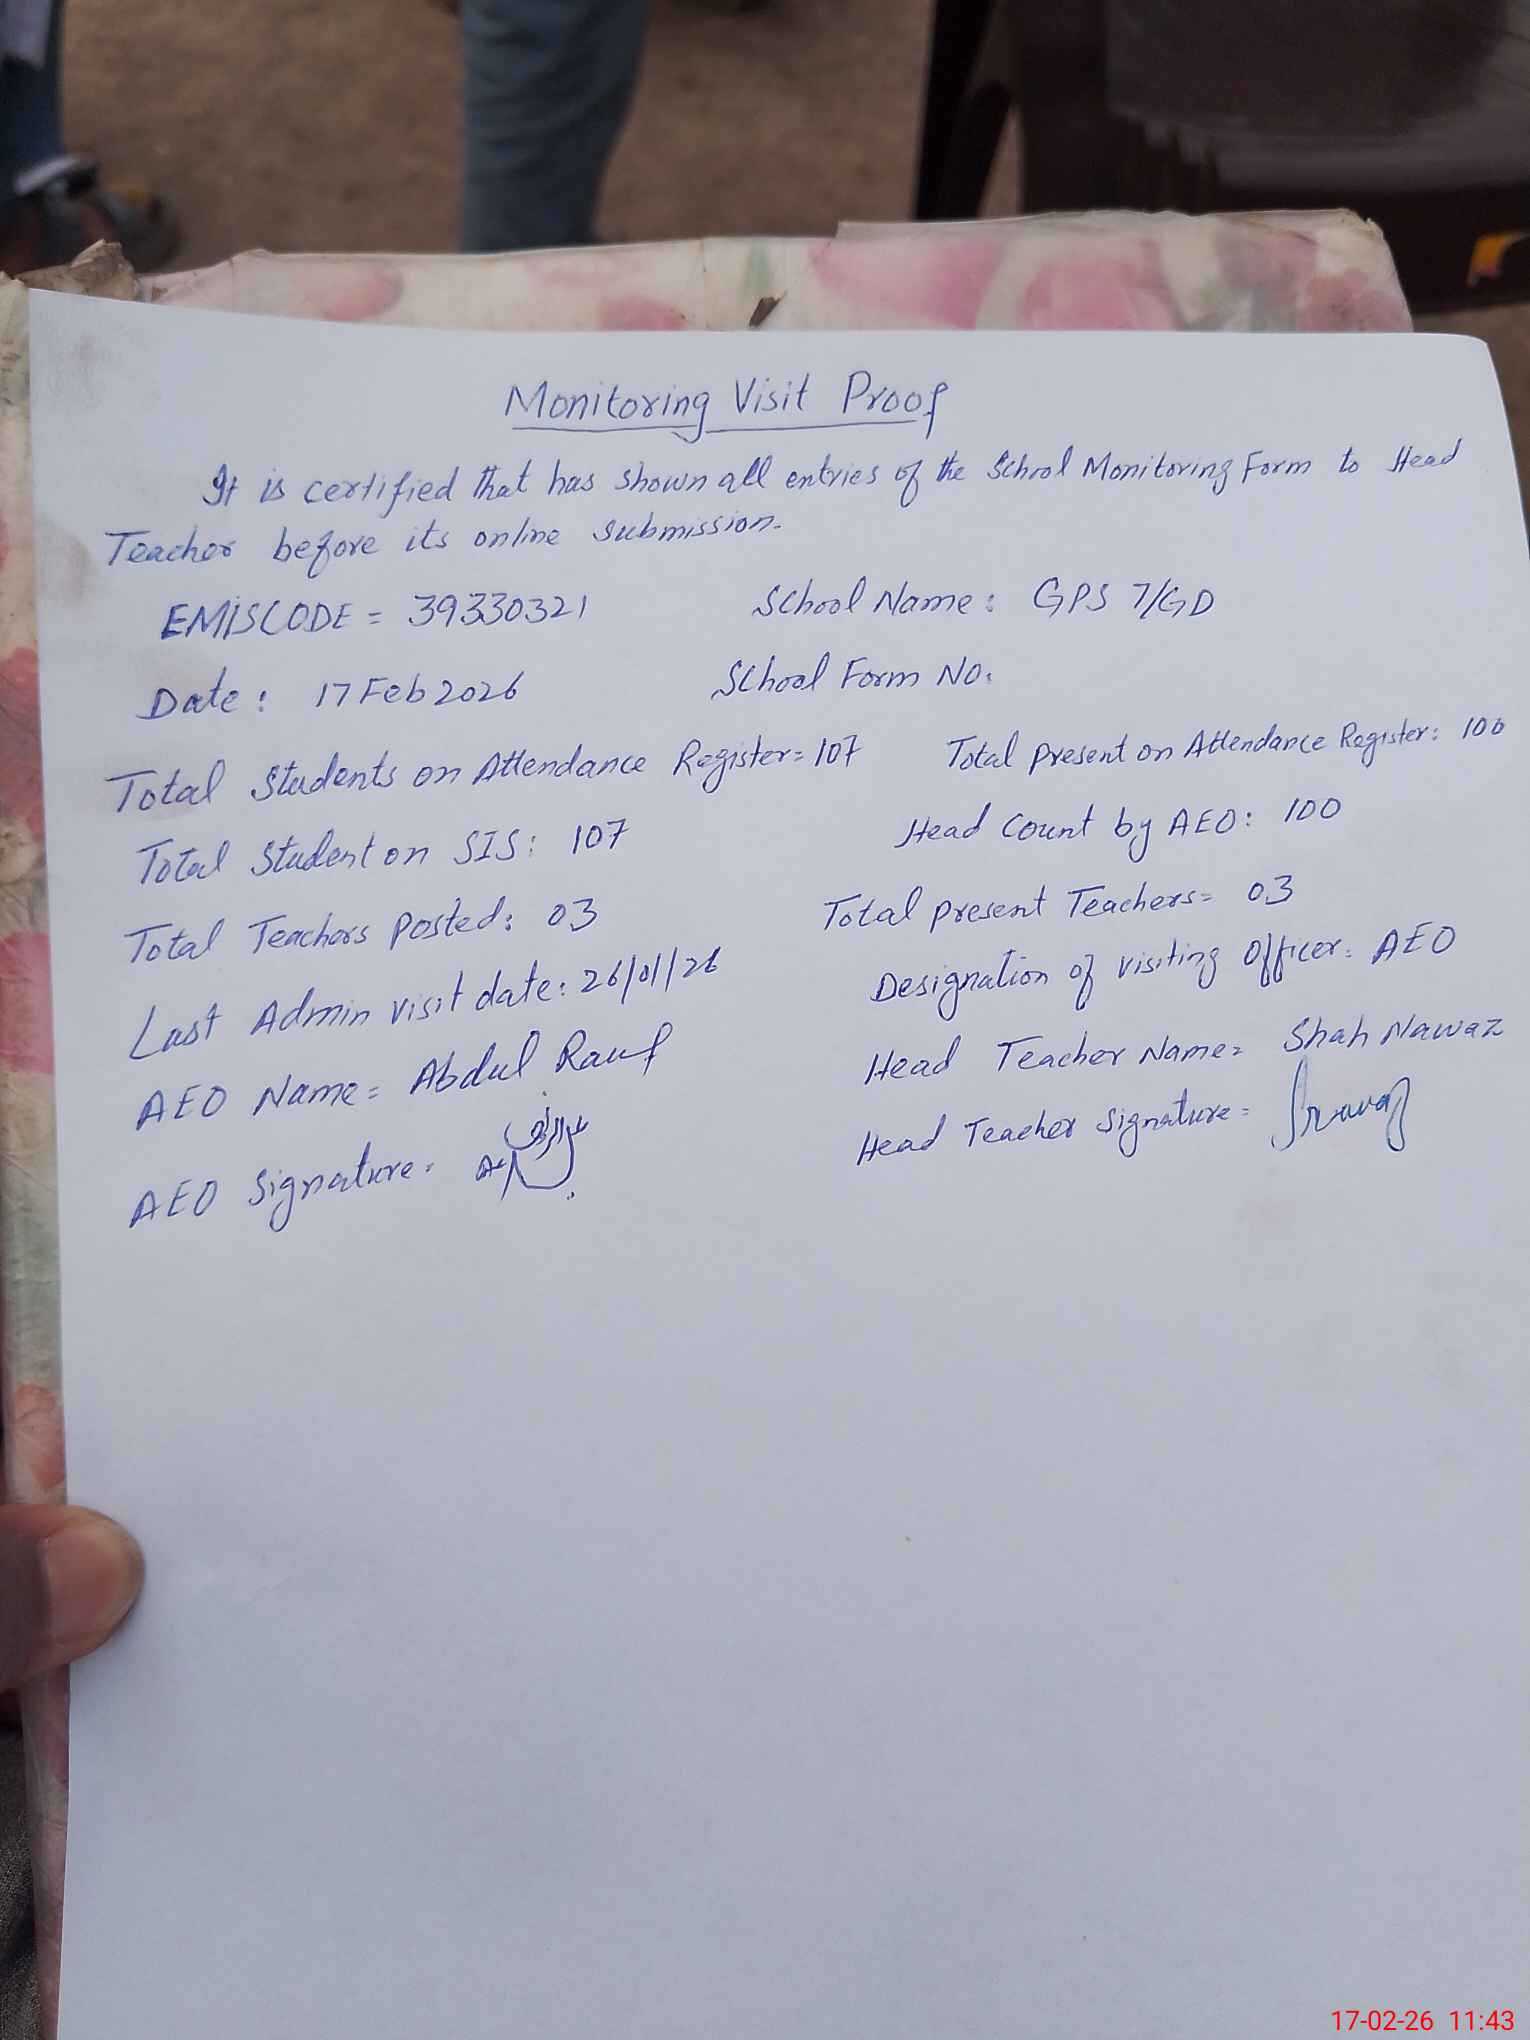 Monitoring Visit Proof
It is certified that has shown all entries of the School Monitoring Form to Head
Teacher before its online submission.
EMISCODE = 39330321 School Name: GPS 7/GD
Date: 17 Feb 2026 School Form No:
Total Students on Attendance Register = 107 Total present on Attendance Register: 100
Total Student on SIS: 107 Head Count by AEO: 100
Total Teachers Posted: 03 Total present Teachers = 03
Last Admin visit date: 26/01/26 Designation of visiting Officer: AEO
AEO Name = Abdul Rauf Head Teacher Name = Shah Nawaz
AEO Signature: Head Teacher Signature =
17-02-26 11:43